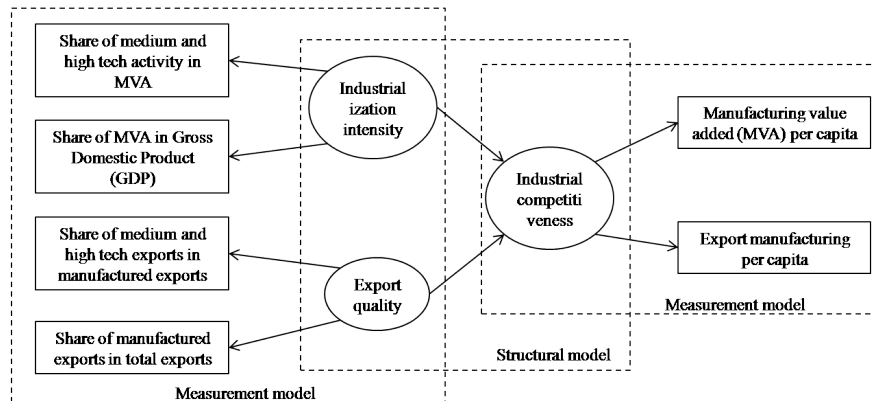 Share of medium and
high tech activity in
MVA
Share of MVA in Gross
Domestic Product
(GDP)
Share of medium and
high tech exports in
manufactured exports
Share of manufactured
exports in total exports
Industrial
ization
intensity
Export
quality
Industrial
competiti
veness
Manufacturing value
added (MVA) per capita
Export manufacturing
per capita
Measurement model
Structural model
Measurement model